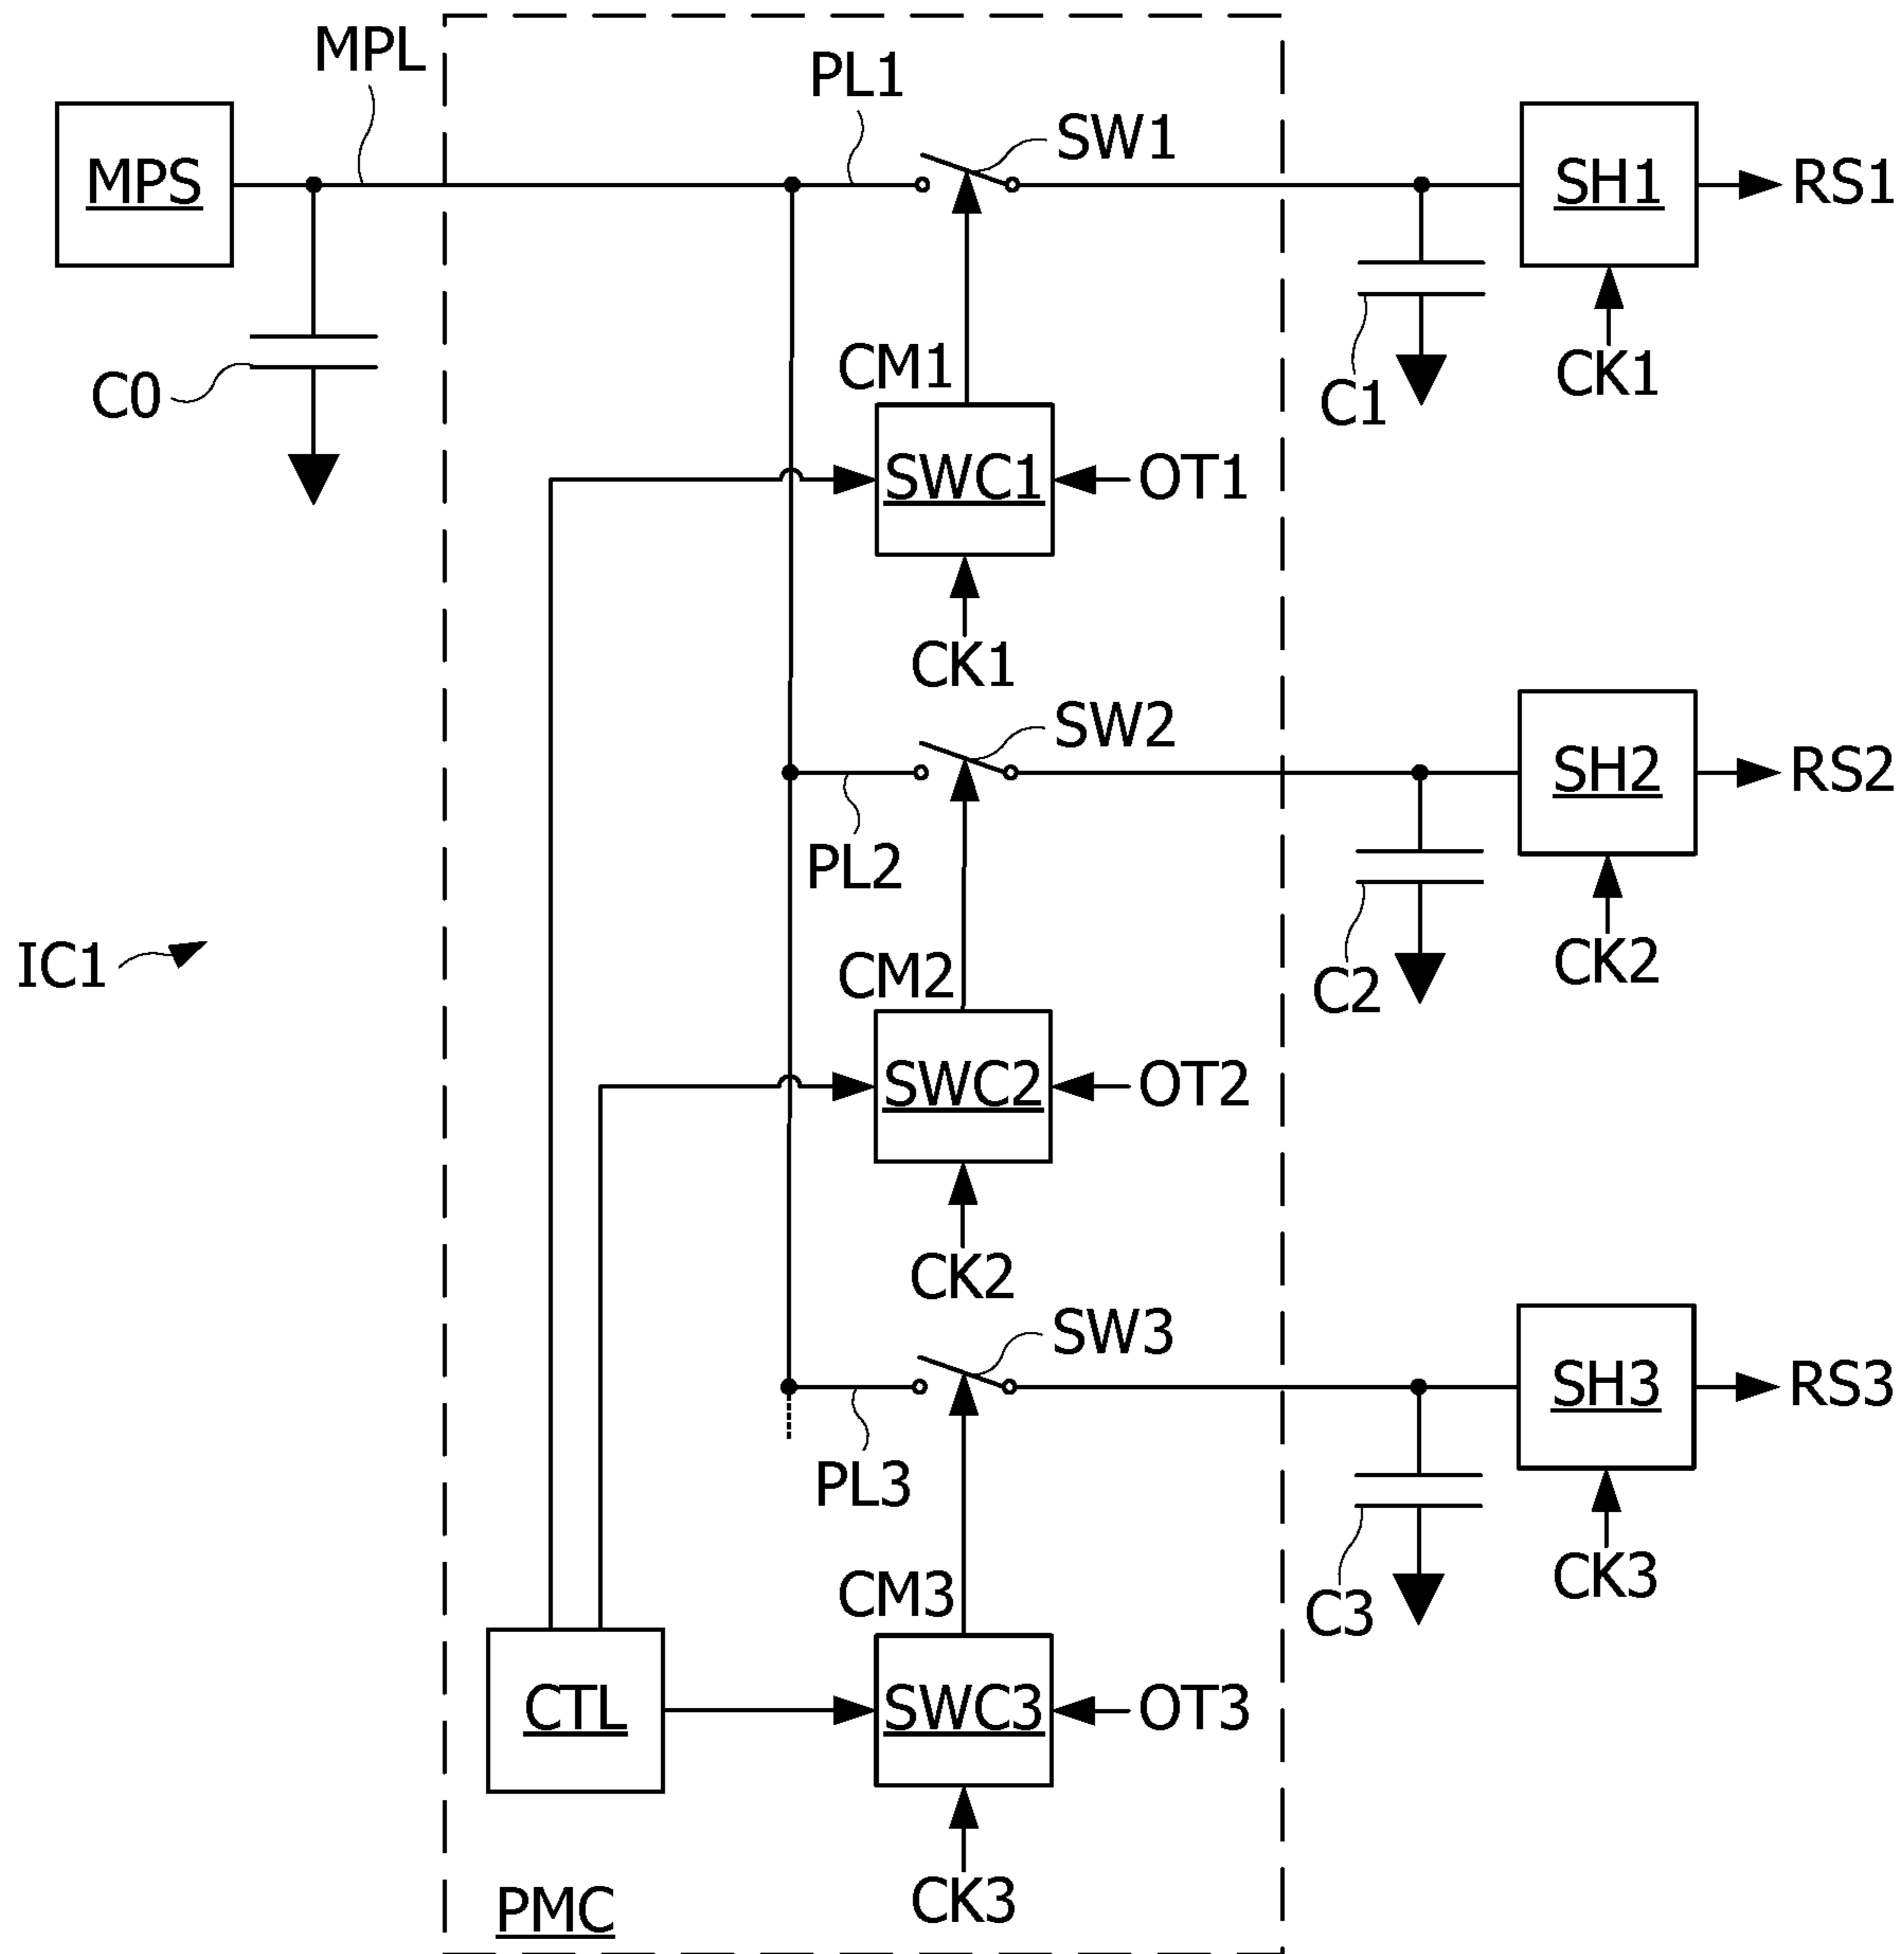 MPL
PL1
SW1
MPS
SH1
RS1
CM1
C0
C1
CK1
SWC1
OT1
CK1
SW2
SH2
RS2
PL2
IC1
CM2
C2
CK2
SWC2
OT2
CK2
SW3
SH3
RS3
PL3
CM3
C3
CK3
CTL
SWC3
OT3
PMC
CK3